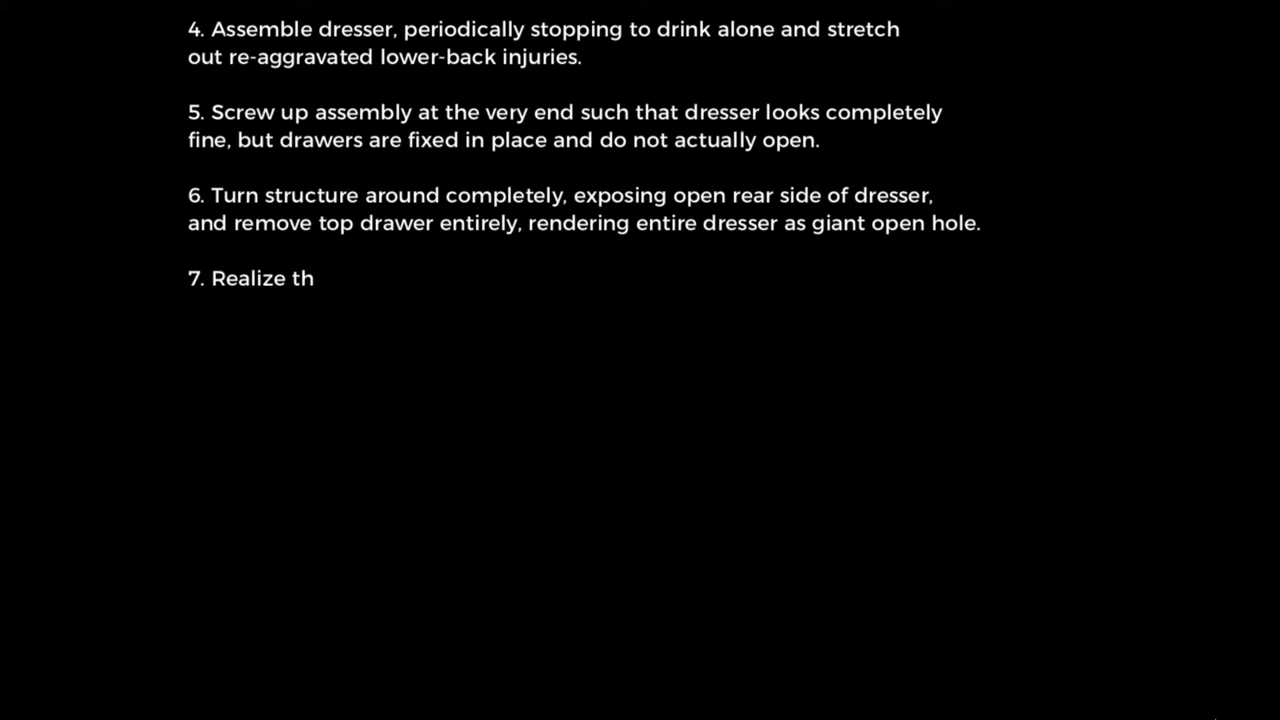 4. Assemble dresser, periodically stopping to drink alone and stretch
out re-aggravated lower-back injuries.
5. Screw up assembly at the very end such that dresser looks completely
fine, but drawers are fixed in place and do not actually open.
6. Turn structure around completely, exposing open rear side of dresser,
and remove top drawer entirely, rendering entire dresser as giant open hole.
7. Realize th